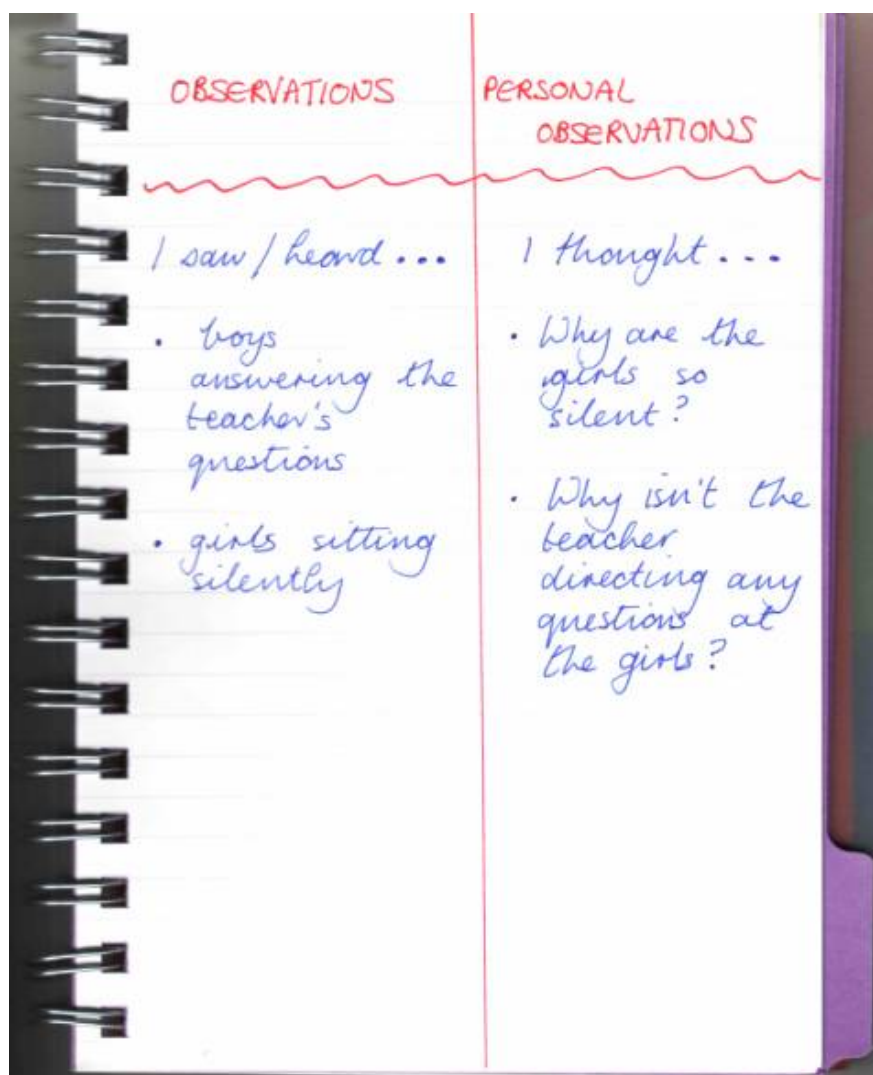 OBSERVATIONS
I saw / heard ...
• boys
answering the
teacher's
questions
• girls sitting
silently
PERSONAL
OBSERVATIONS
I thought ...
• Why are the
girls so
silent?
• Why isn't the
teacher
directing any
questions at
the girls?